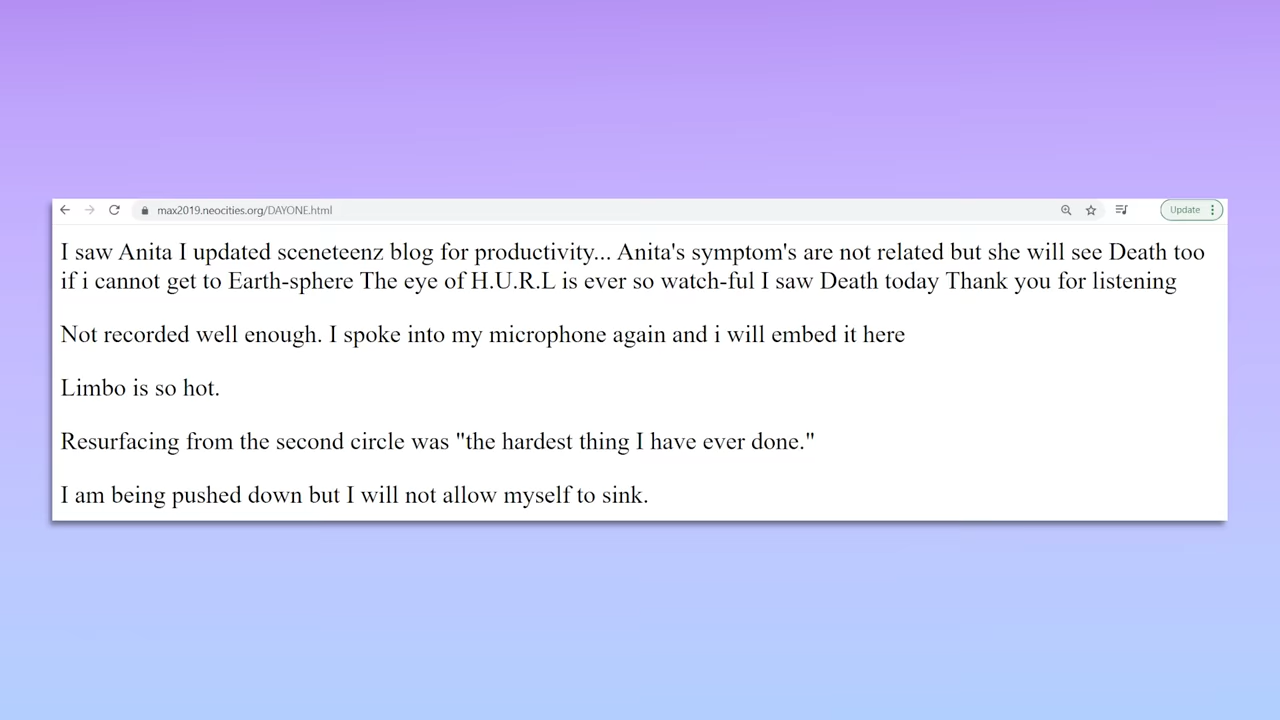 max2019.neocities.org/DAYONE.html
Update
I saw Anita I updated sceneteenz blog for productivity... Anita's symptom's are not related but she will see Death too
if i cannot get to Earth-sphere The eye of H.U.R.L is ever so watch-ful I saw Death today Thank you for listening
Not recorded well enough. I spoke into my microphone again and i will embed it here
Limbo is so hot.
Resurfacing from the second circle was "the hardest thing I have ever done."
I am being pushed down but I will not allow myself to sink.